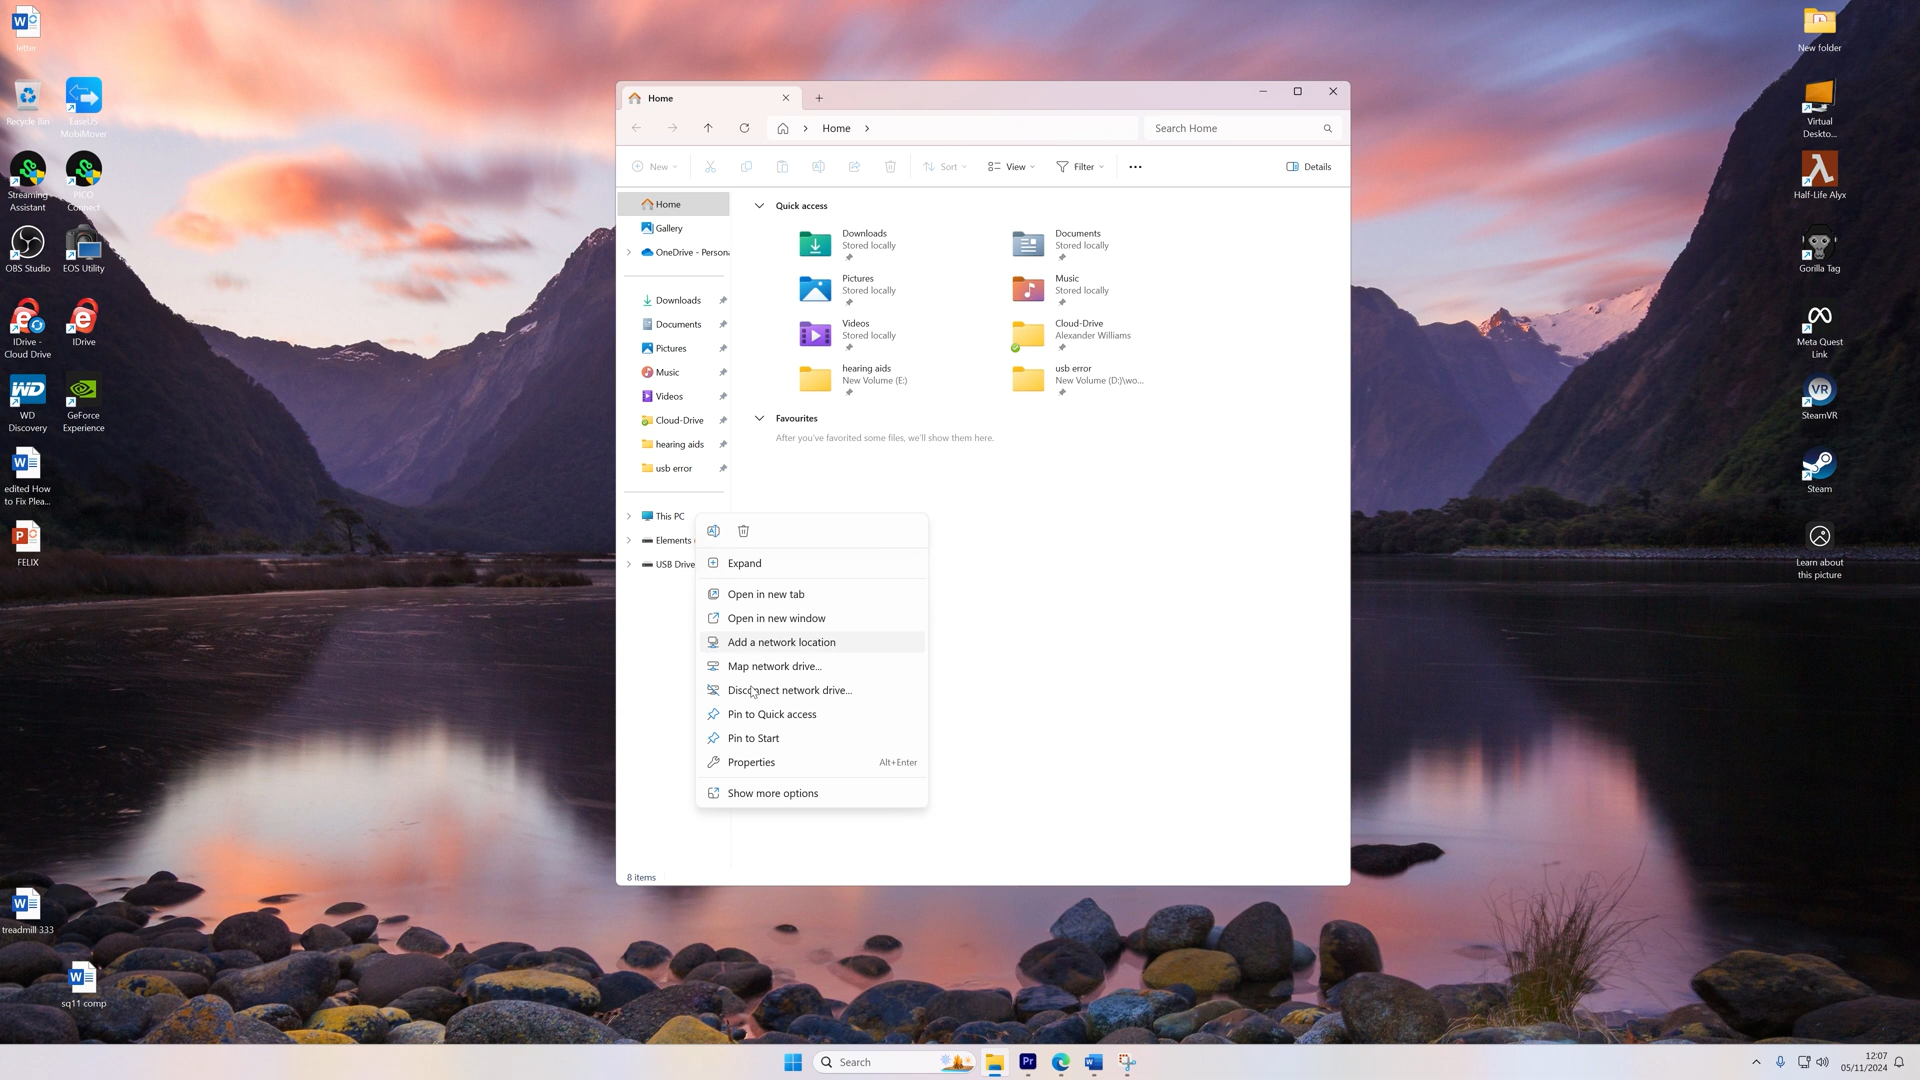 letter
Recycle Bin
EaseUS
MobiMover
Streaming
Assistant
PICO
Connect
OBS Studio
EOS Utility
IDrive -
Cloud Drive
IDrive
WD
WD
Discovery
GeForce
Experience
edited How
to Fix Plea...
FELIX
treadmill 333
sq11 comp
Home
Home
Search Home
New
Sort
View
Filter
Details
Home
Gallery
OneDrive - Persona
Downloads
Documents
Pictures
Music
Videos
Cloud-Drive
hearing aids
usb error
This PC
Elements
USB Drive
Quick access
Downloads
Stored locally
Documents
Stored locally
Pictures
Stored locally
Music
Stored locally
Videos
Stored locally
Cloud-Drive
Alexander Williams
hearing aids
New Volume (E:)
usb error
New Volume (D:)\wo...
Favourites
After you've favorited some files, we'll show them here.
Expand
Open in new tab
Open in new window
Add a network location
Map network drive...
Disconnect network drive...
Pin to Quick access
Pin to Start
Properties Alt+Enter
Show more options
8 items
New folder
Virtual
Deskto...
Half-Life Alyx
Gorilla Tag
Meta Quest
Link
VR
SteamVR
Steam
Learn about
this picture
Search
Pr
12:07
05/11/2024